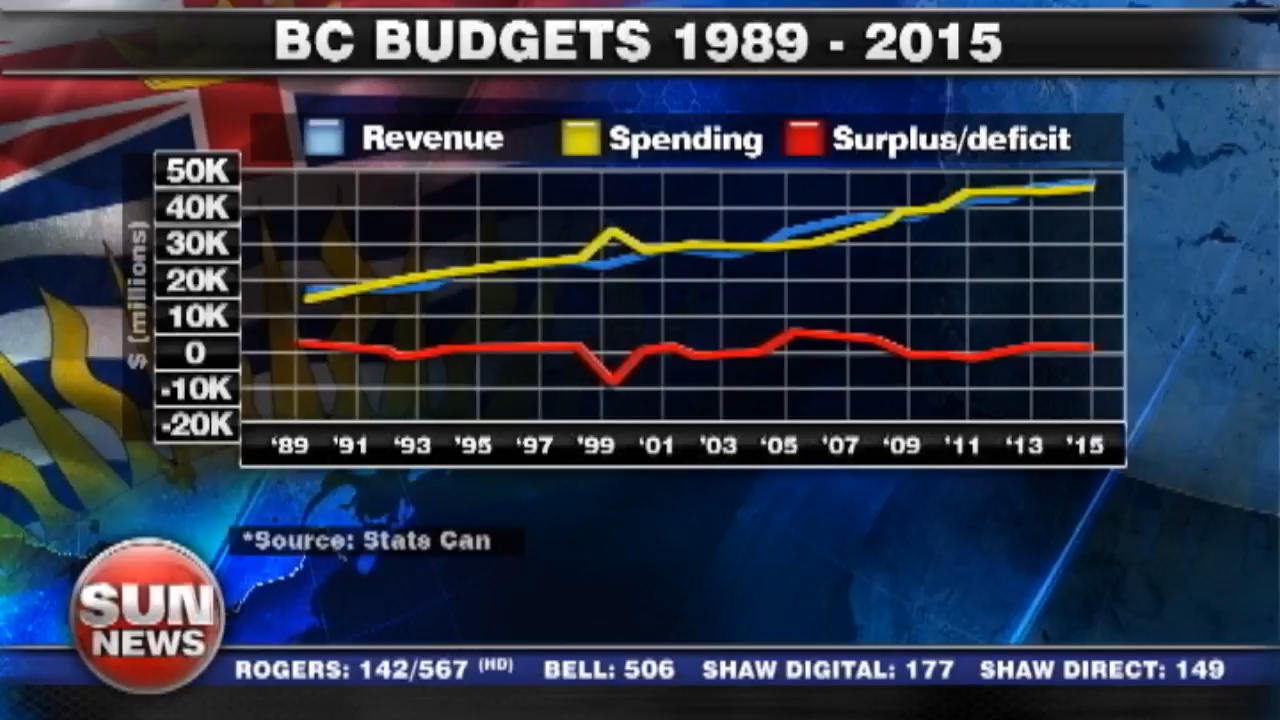 BC BUDGETS 1989 - 2015
Revenue Spending Surplus/deficit
$ (millions)
50K
40K
30K
20K
10K
0
-10K
-20K
‘89 ’91 ‘93 ’95 ‘97 ’99 ‘01 ‘03 ‘05 ’07 ‘09 ’11 ‘13 ’15
*Source: Stats Can
SUN
NEWS
ROGERS: 142/567 (HD) BELL: 506 SHAW DIGITAL: 177 SHAW DIRECT: 149